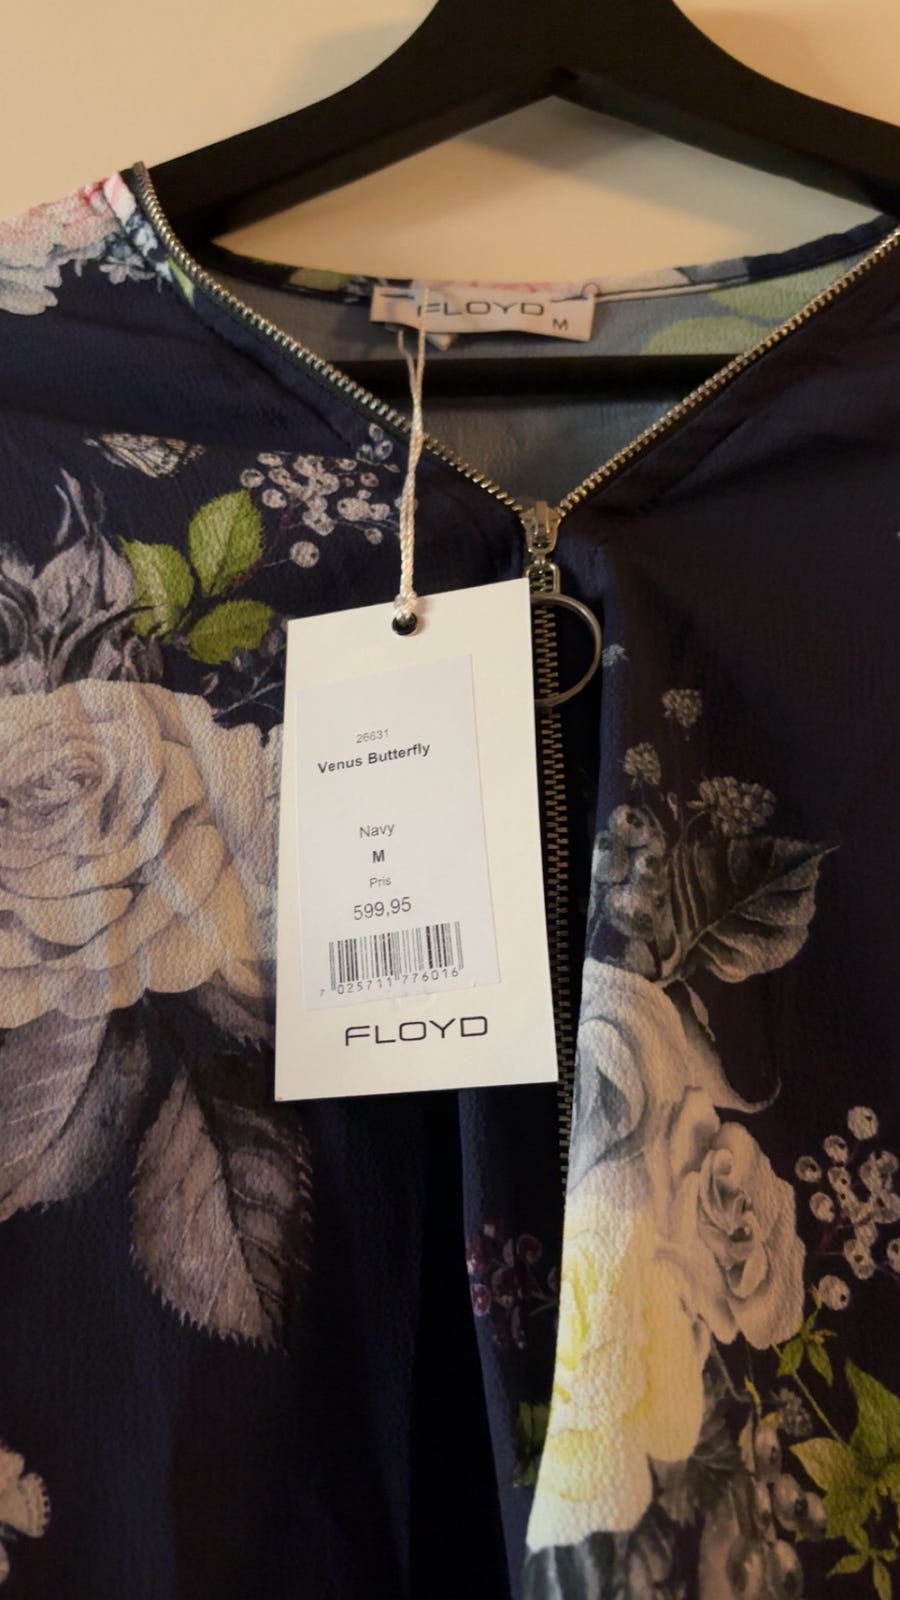 FLOYD
M
26631
Venus Butterfly
Navy
M
Pris
599,95
7 025711 776016
FLOYD